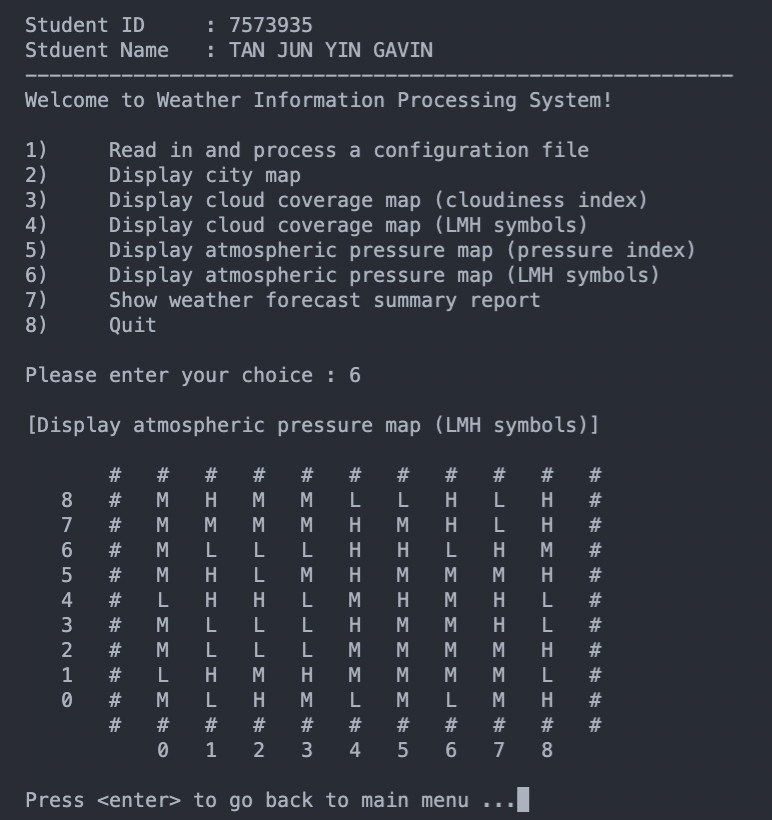 Student ID     : 7573935
Stduent Name   : TAN JUN YIN GAVIN
-----------------------------------------------------------
Welcome to Weather Information Processing System!
1)     Read in and process a configuration file
2)     Display city map
3)     Display cloud coverage map (cloudiness index)
4)     Display cloud coverage map (LMH symbols)
5)     Display atmospheric pressure map (pressure index)
6)     Display atmospheric pressure map (LMH symbols)
7)     Show weather forecast summary report
8)     Quit
Please enter your choice : 6
[Display atmospheric pressure map (LMH symbols)]
       #   #   #   #   #   #   #   #   #   #   #
   8   #   M   H   M   M   L   L   H   L   H   #
   7   #   M   M   M   M   H   M   H   L   H   #
   6   #   M   L   L   L   H   H   L   H   M   #
   5   #   M   H   L   M   H   M   M   M   H   #
   4   #   L   H   H   L   M   H   M   H   L   #
   3   #   M   L   L   L   H   M   M   H   L   #
   2   #   M   L   L   L   M   M   M   M   H   #
   1   #   L   H   M   H   M   M   M   M   L   #
   0   #   M   L   H   M   L   M   L   M   H   #
       #   #   #   #   #   #   #   #   #   #   #
           0   1   2   3   4   5   6   7   8
Press <enter> to go back to main menu ...